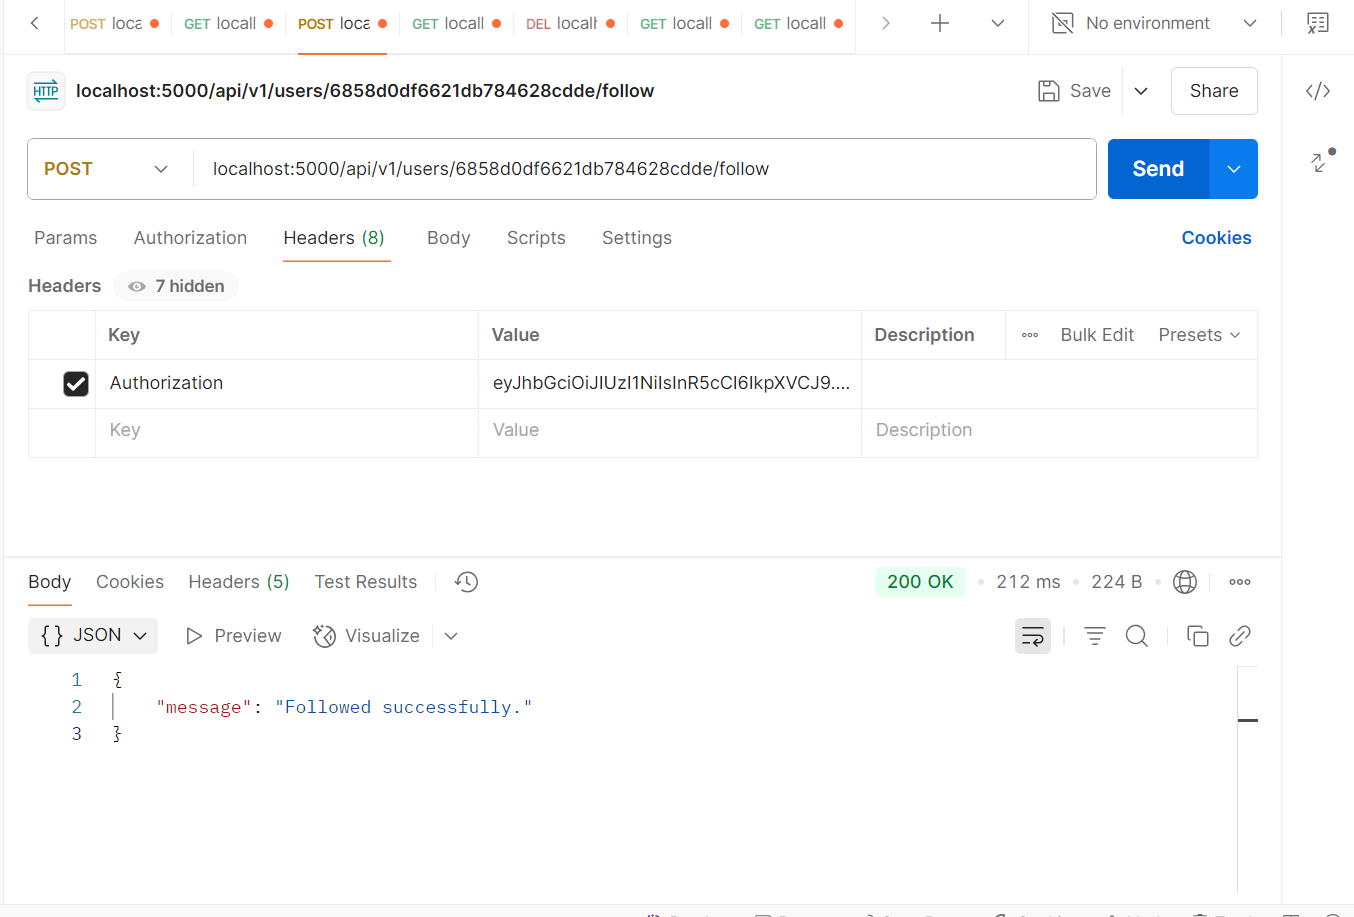 POST loca GET locall POST loca GET locall DEL localh GET locall GET locall No environment
HTTP localhost:5000/api/v1/users/6858d0df6621db784628cdde/follow Save Share
POST localhost:5000/api/v1/users/6858d0df6621db784628cdde/follow Send
Params Authorization Headers (8) Body Scripts Settings Cookies
Headers 7 hidden
Key Value Description Bulk Edit Presets
Authorization eyJhbGciOiJIUzI1NiIsInR5cCI6IkpXVCJ9....
Key Value Description
Body Cookies Headers (5) Test Results 200 OK 212 ms 224 B
{} JSON Preview Visualize
1 {
2 "message": "Followed successfully."
3 }